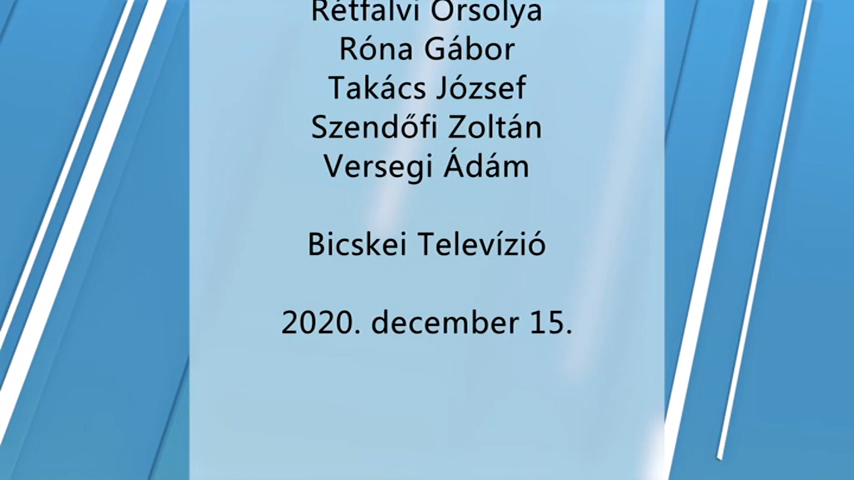 Rétfalvi Orsolya
Róna Gábor
Takács József
Szendőfi Zoltán
Versegi Ádám
Bicskei Televízió
2020. december 15.